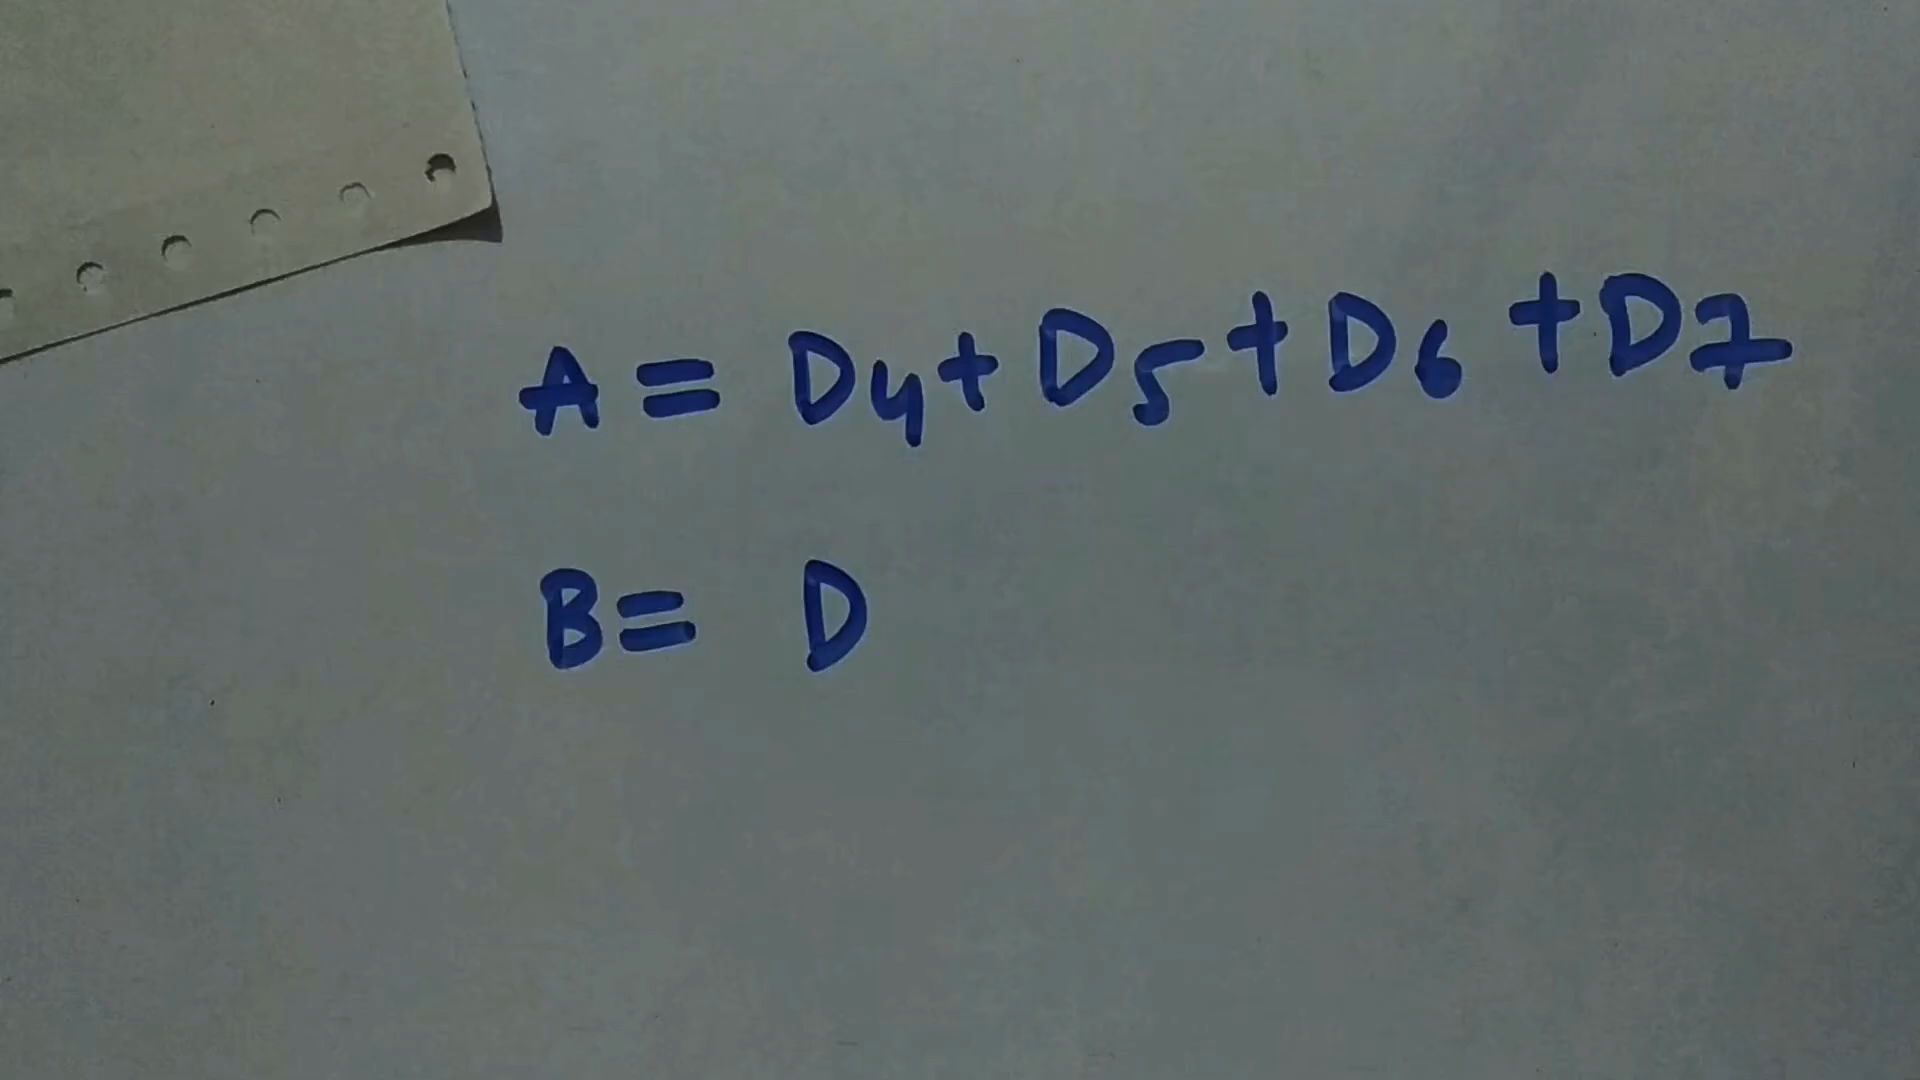 A = D4 + D5 + D6 + D7
B = D